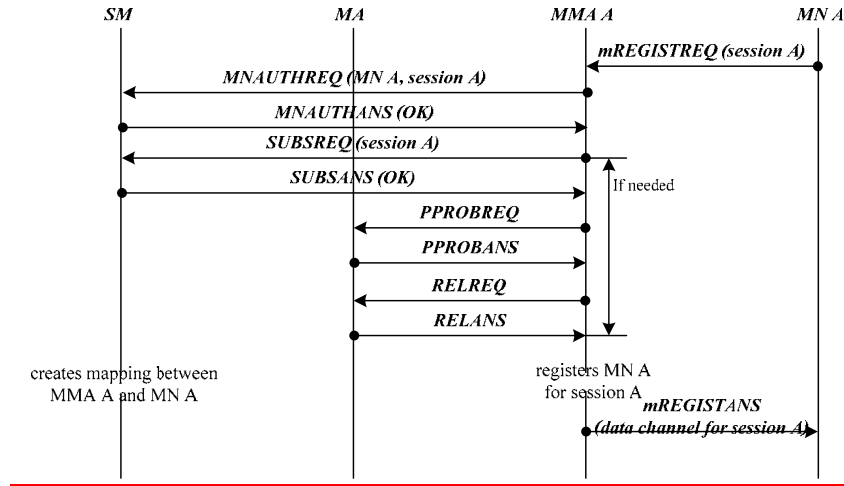 SM MA MMA A MN A
mREGISTREQ (session A)
MNAUTHREQ (MN A, session A)
MNAUTHANS (OK)
SUBSREQ (session A)
SUBSANS (OK)
If needed
PPROBREQ
PPROBANS
RELREQ
RELANS
creates mapping between
MMA A and MN A
registers MN A
for session A
mREGISTANS
(data channel for session A)